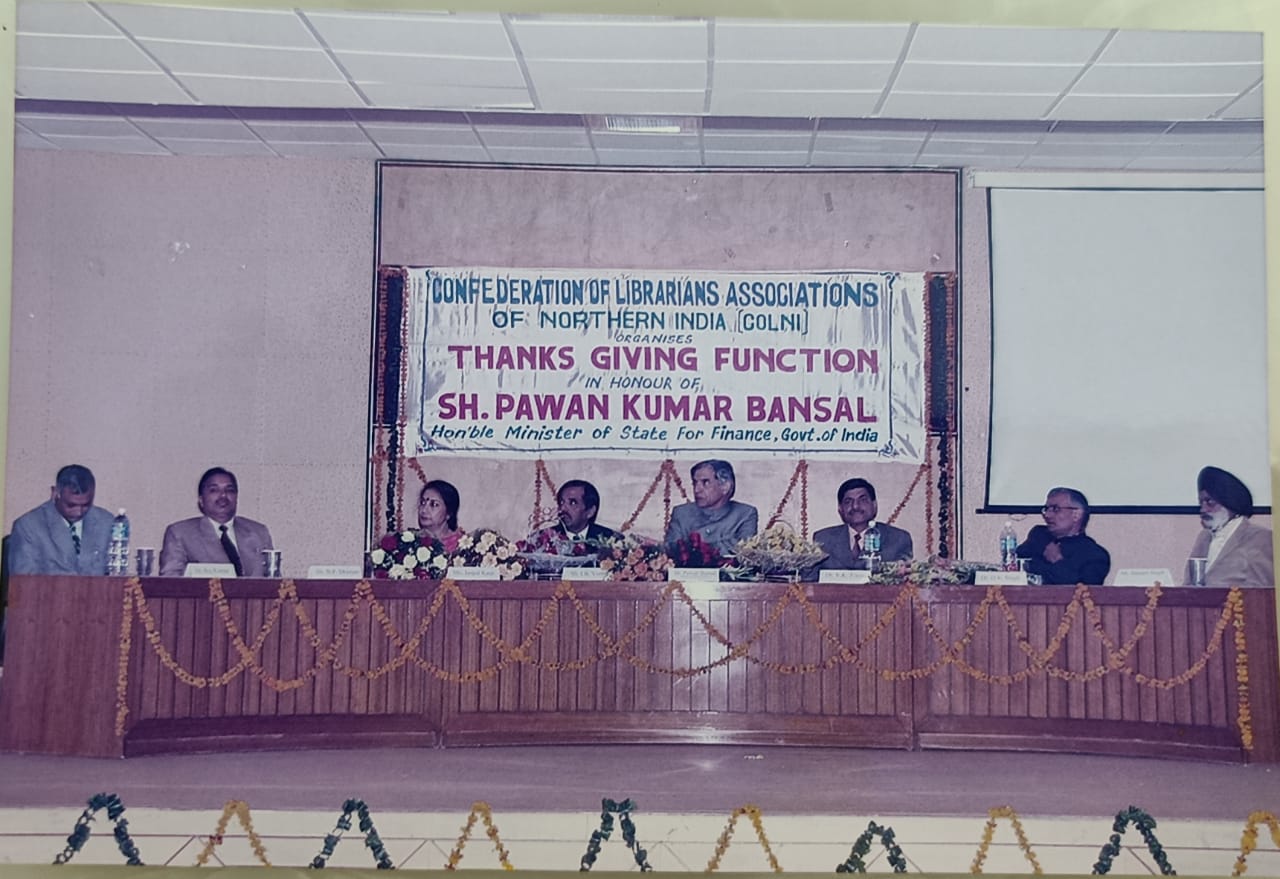 CONFEDERATION OF LIBRARIANS ASSOCIATIONS
OF NORTHERN INDIA (COLNI)
ORGANISES
THANKS GIVING FUNCTION
IN HONOUR OF
SH. PAWAN KUMAR BANSAL
Hon'ble Minister of State For Finance, Govt. of India